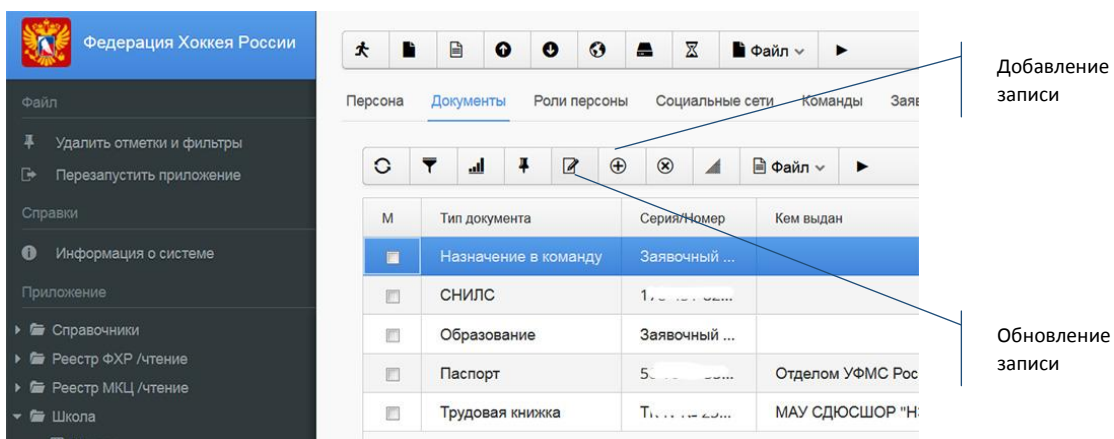 Федерация Хоккея России
Файл
Удалить отметки и фильтры
Перезапустить приложение
Справки
Информация о системе
Приложение
Справочники
Реестр ФХР /чтение
Реестр МКЦ /чтение
Школа
Файл
Персона Документы Роли персоны Социальные сети Команды Заяв
Файл
М Тип документа Серия/Номер Кем выдан
Назначение в команду Заявочный ...
СНИЛС
Образование Заявочный ...
Паспорт Отделом УФМС Рос
Трудовая книжка МАУ СДЮСШОР "Н
Добавление
записи
Обновление
записи